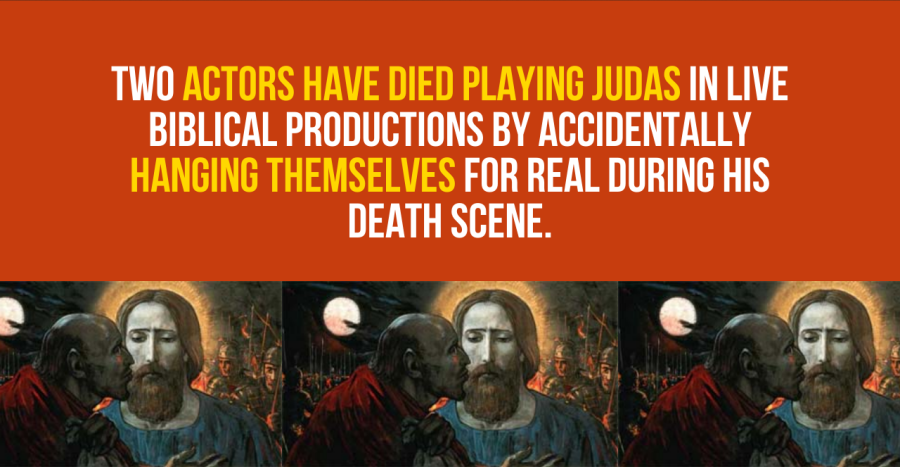 TWO ACTORS HAVE DIED PLAYING JUDAS IN LIVE
BIBLICAL PRODUCTIONS BY ACCIDENTALLY
HANGING THEMSELVES FOR REAL DURING HIS
DEATH SCENE.